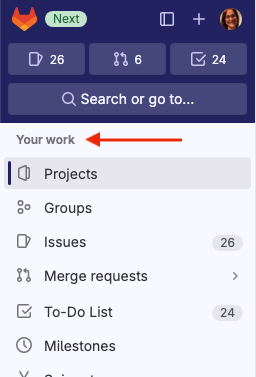 Next
26 6 24
Search or go to...
Your work
Projects
Groups
Issues 26
Merge requests
To-Do List 24
Milestones